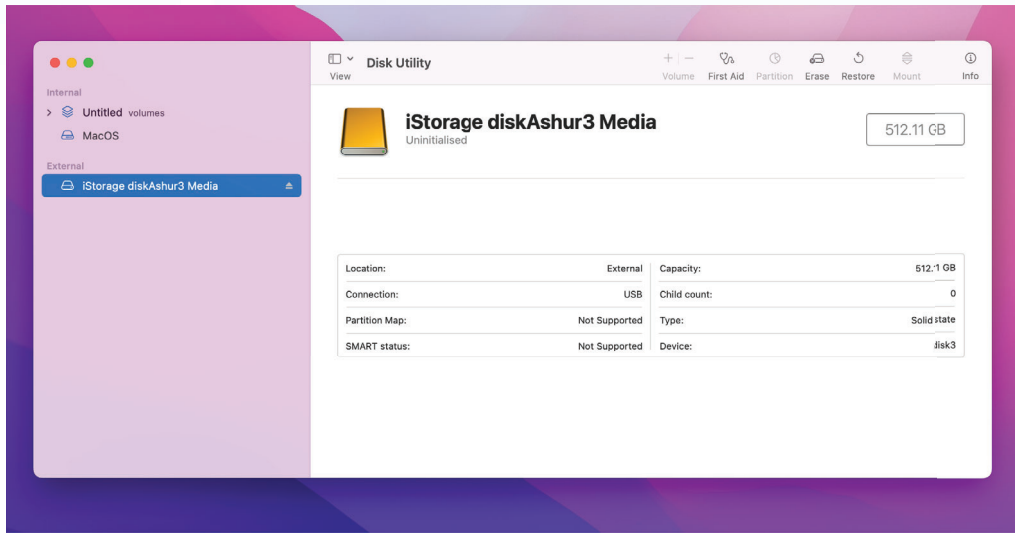 Disk Utility
View
Volume First Aid Partition Erase Restore Mount Info
Internal
Untitled volumes
MacOS
External
iStorage diskAshur3 Media
iStorage diskAshur3 Media
Uninitialised
512.11 GB
Location: External
Capacity: 512.11 GB
Connection: USB
Child count: 0
Partition Map: Not Supported
Type: Solid state
SMART status: Not Supported
Device: disk3